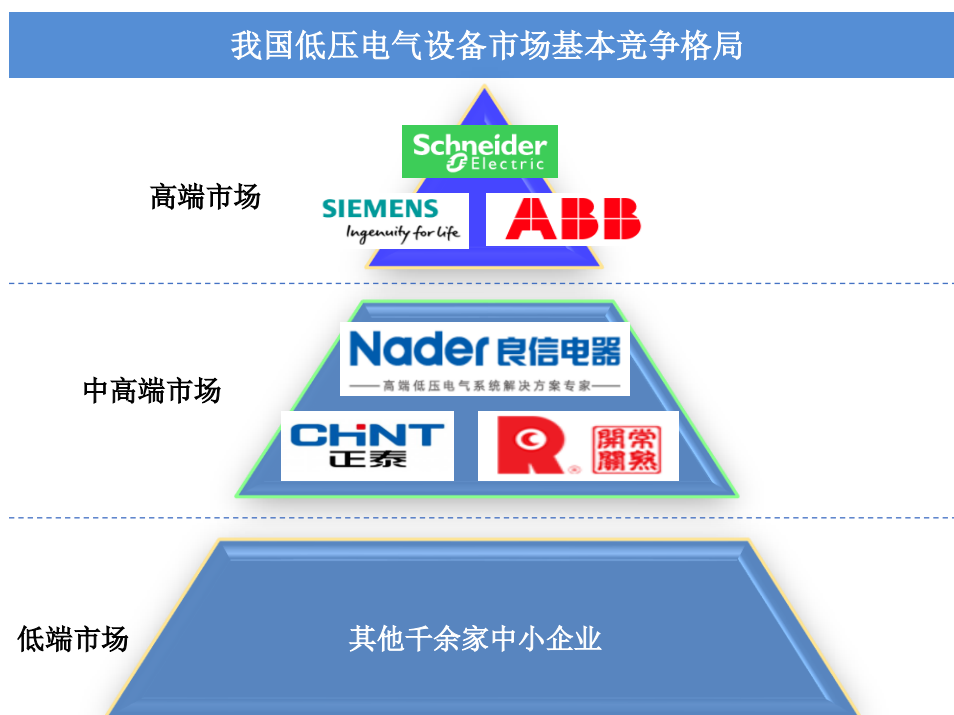 我国低压电气设备市场基本竞争格局
Schneider
Electric
高端市场
SIEMENS
Ingenuity for life
ABB
Nader 良信电器
高端低压电气系统解决方案专家
中高端市场
CHNT
正泰
R
C
®
開常
關熟
低端市场
其他千余家中小企业